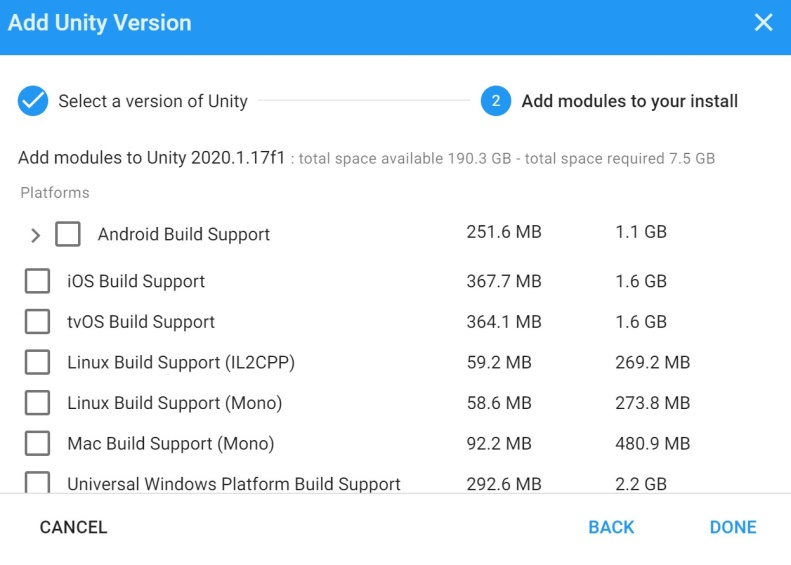 Add Unity Version
Select a version of Unity
2
Add modules to your install
Add modules to Unity 2020.1.17f1 : total space available 190.3 GB - total space required 7.5 GB
Platforms
Android Build Support 251.6 MB 1.1 GB
iOS Build Support 367.7 MB 1.6 GB
tvOS Build Support 364.1 MB 1.6 GB
Linux Build Support (IL2CPP) 59.2 MB 269.2 MB
Linux Build Support (Mono) 58.6 MB 273.8 MB
Mac Build Support (Mono) 92.2 MB 480.9 MB
Universal Windows Platform Build Support 292.6 MB 2.2 GB
CANCEL BACK DONE